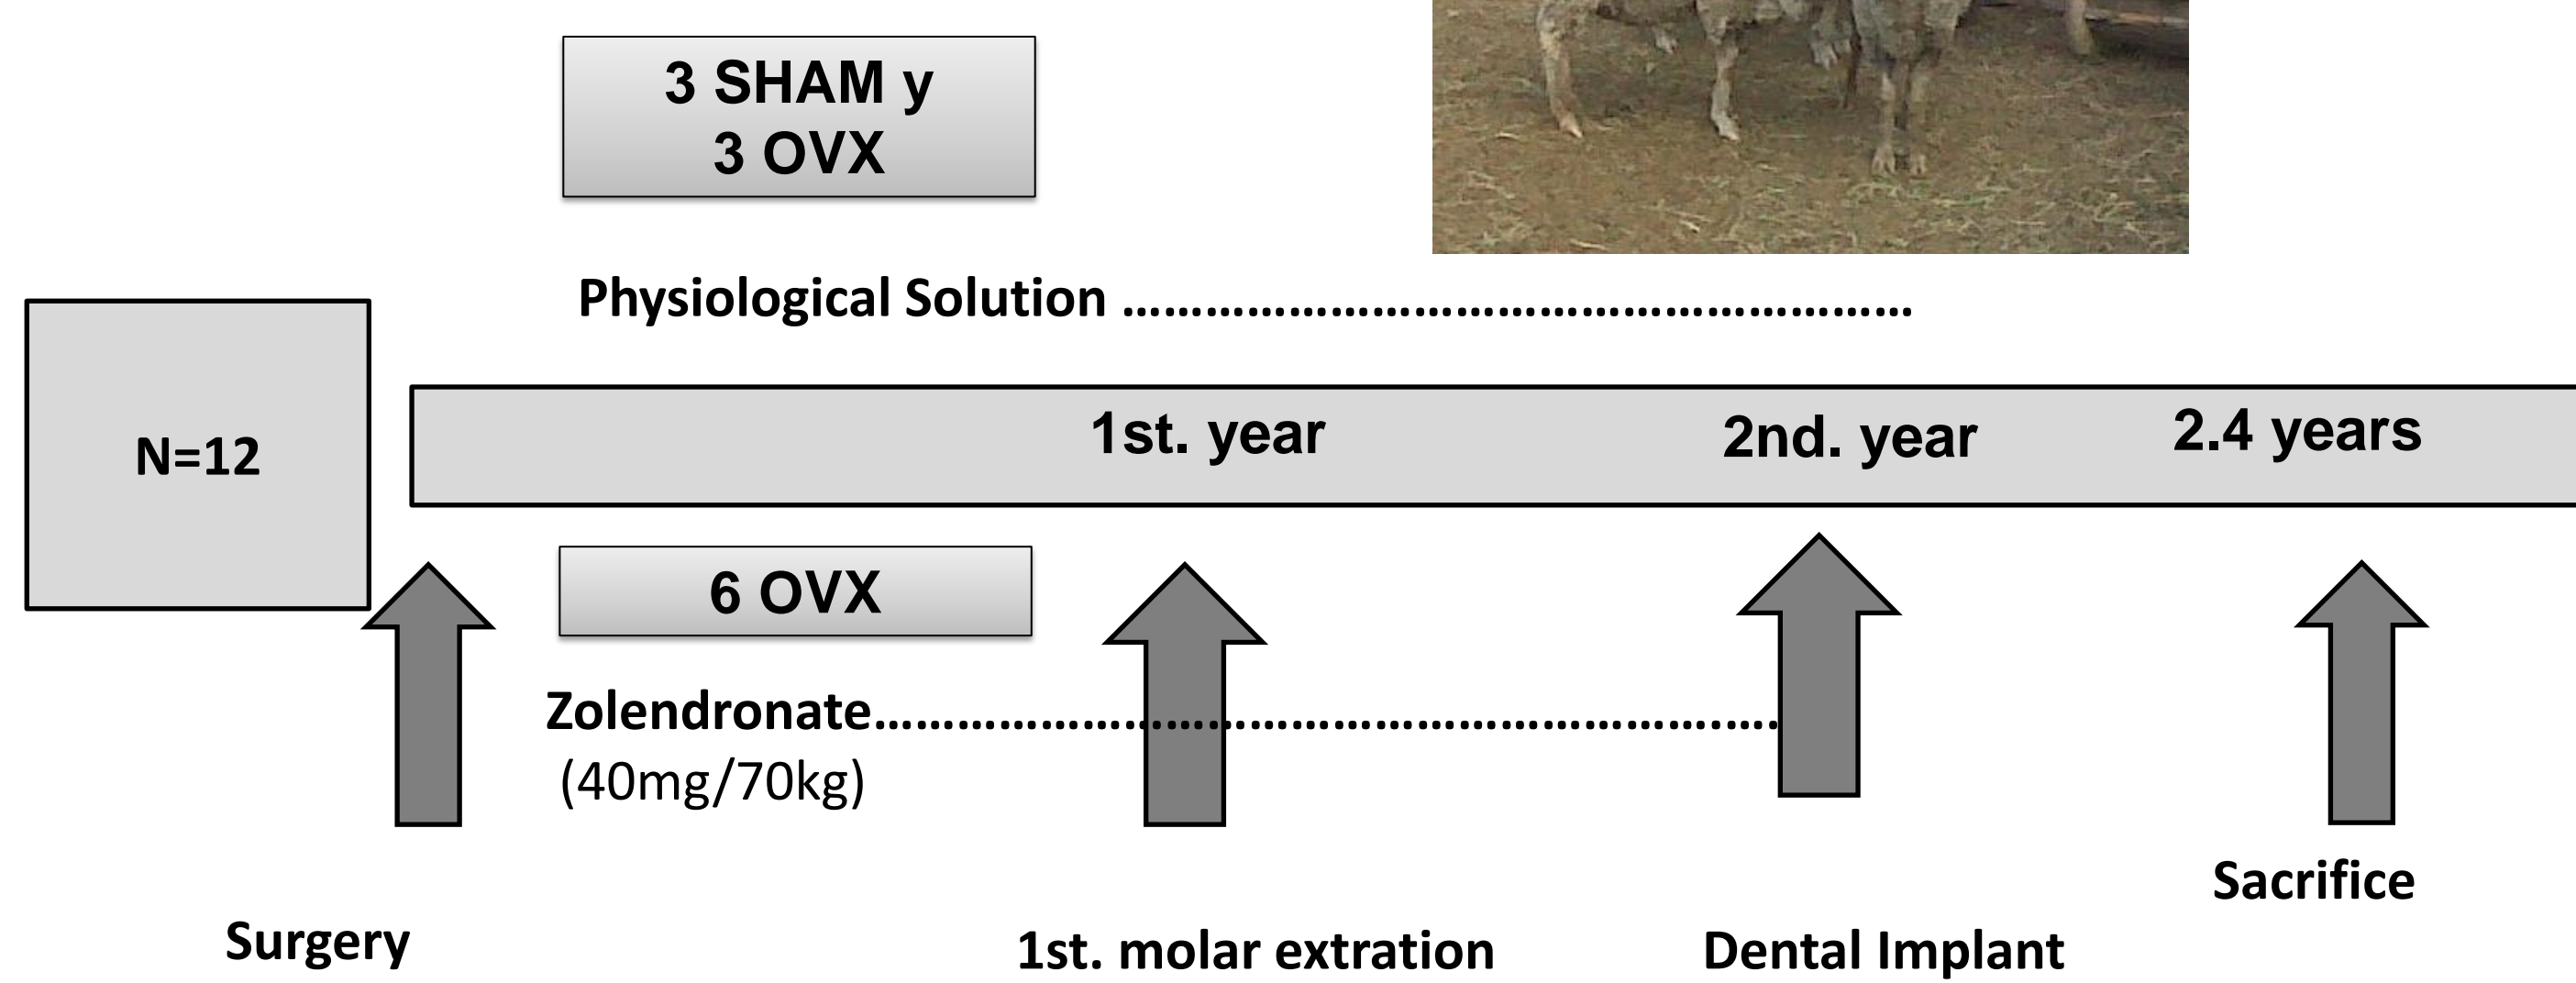 3 SHAM y
3 OVX
Physiological Solution ............................................................
N=12
1st. year
2nd. year
2.4 years
6 OVX
Zolendronate....................................................................
(40mg/70kg)
Surgery
1st. molar extration
Dental Implant
Sacrifice